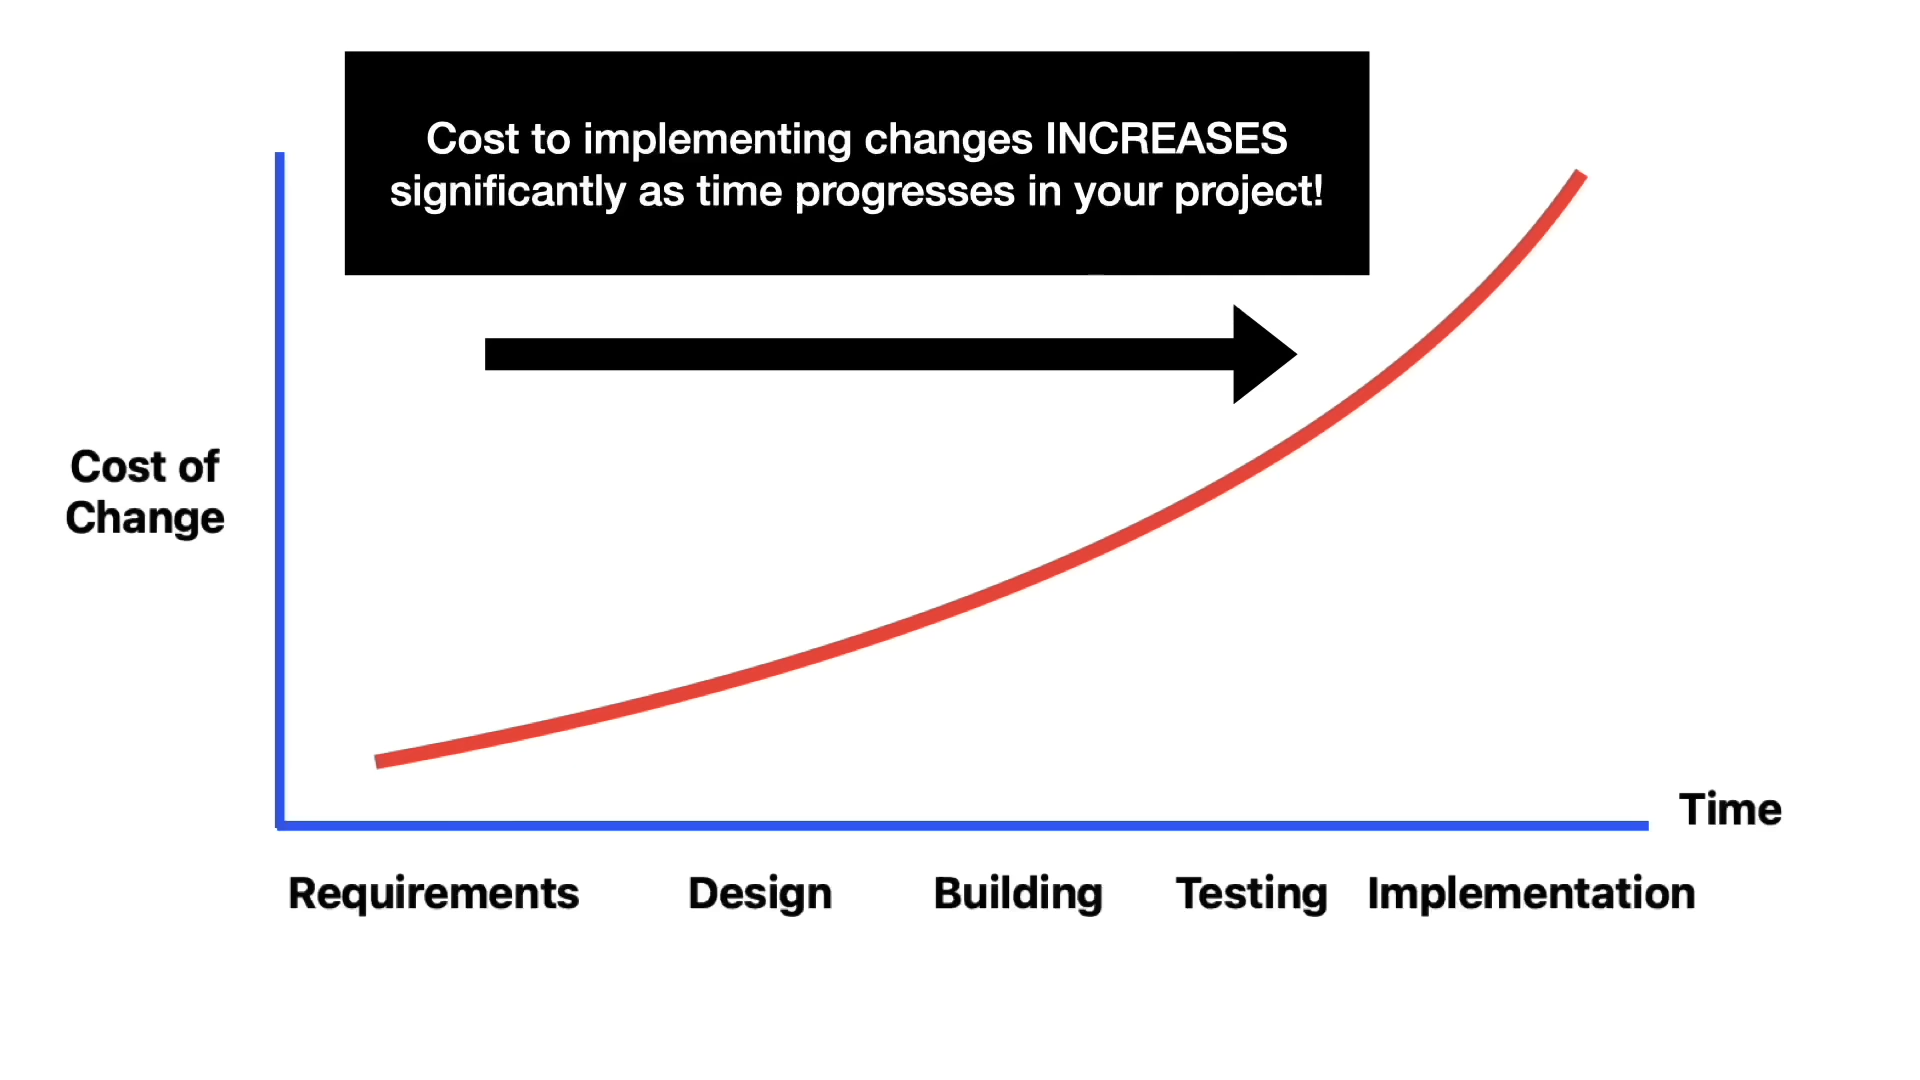 Cost to implementing changes INCREASES
significantly as time progresses in your project!
Cost of
Change
Time
Requirements
Design
Building
Testing
Implementation